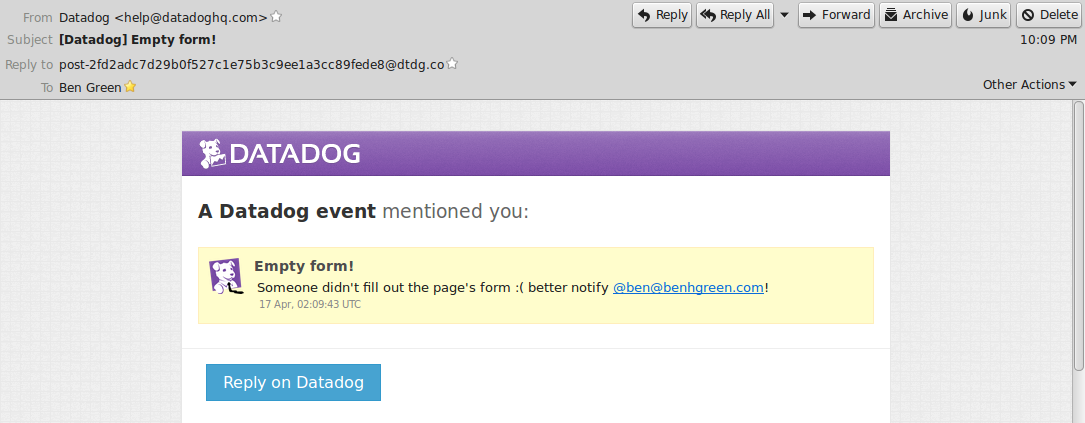 From Datadog <help@datadoghq.com> Reply Reply All Forward Archive Junk Delete
Subject [Datadog] Empty form! 10:09 PM
Reply to post-2fd2adc7d29b0f527c1e75b3c9ee1a3cc89fede8@dtdg.co
To Ben Green Other Actions
DATADOG
A Datadog event mentioned you:
Empty form!
Someone didn't fill out the page's form :( better notify @ben@benhgreen.com!
17 Apr, 02:09:43 UTC
Reply on Datadog